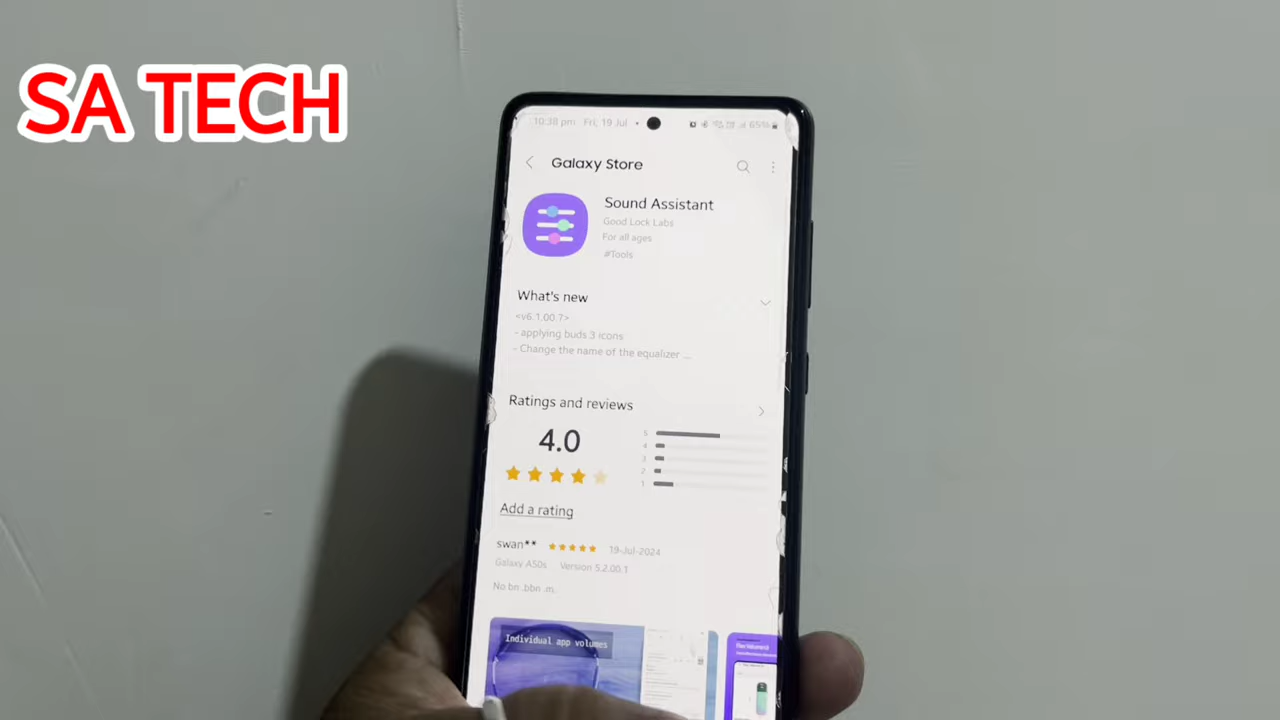 SA TECH
10:38 pm Fri, 19 Jul • 65%
Galaxy Store
Sound Assistant
Good Lock Labs
For all ages
#Tools
What's new
<v6.1.00.7>
- applying buds 3 icons
- Change the name of the equalizer ...
Ratings and reviews
4.0
5
4
3
2
1
Add a rating
swan** 19-Jul-2024
Galaxy A50s Version 5.2.00.1
No bn .bbn .m.
Individual app volumes